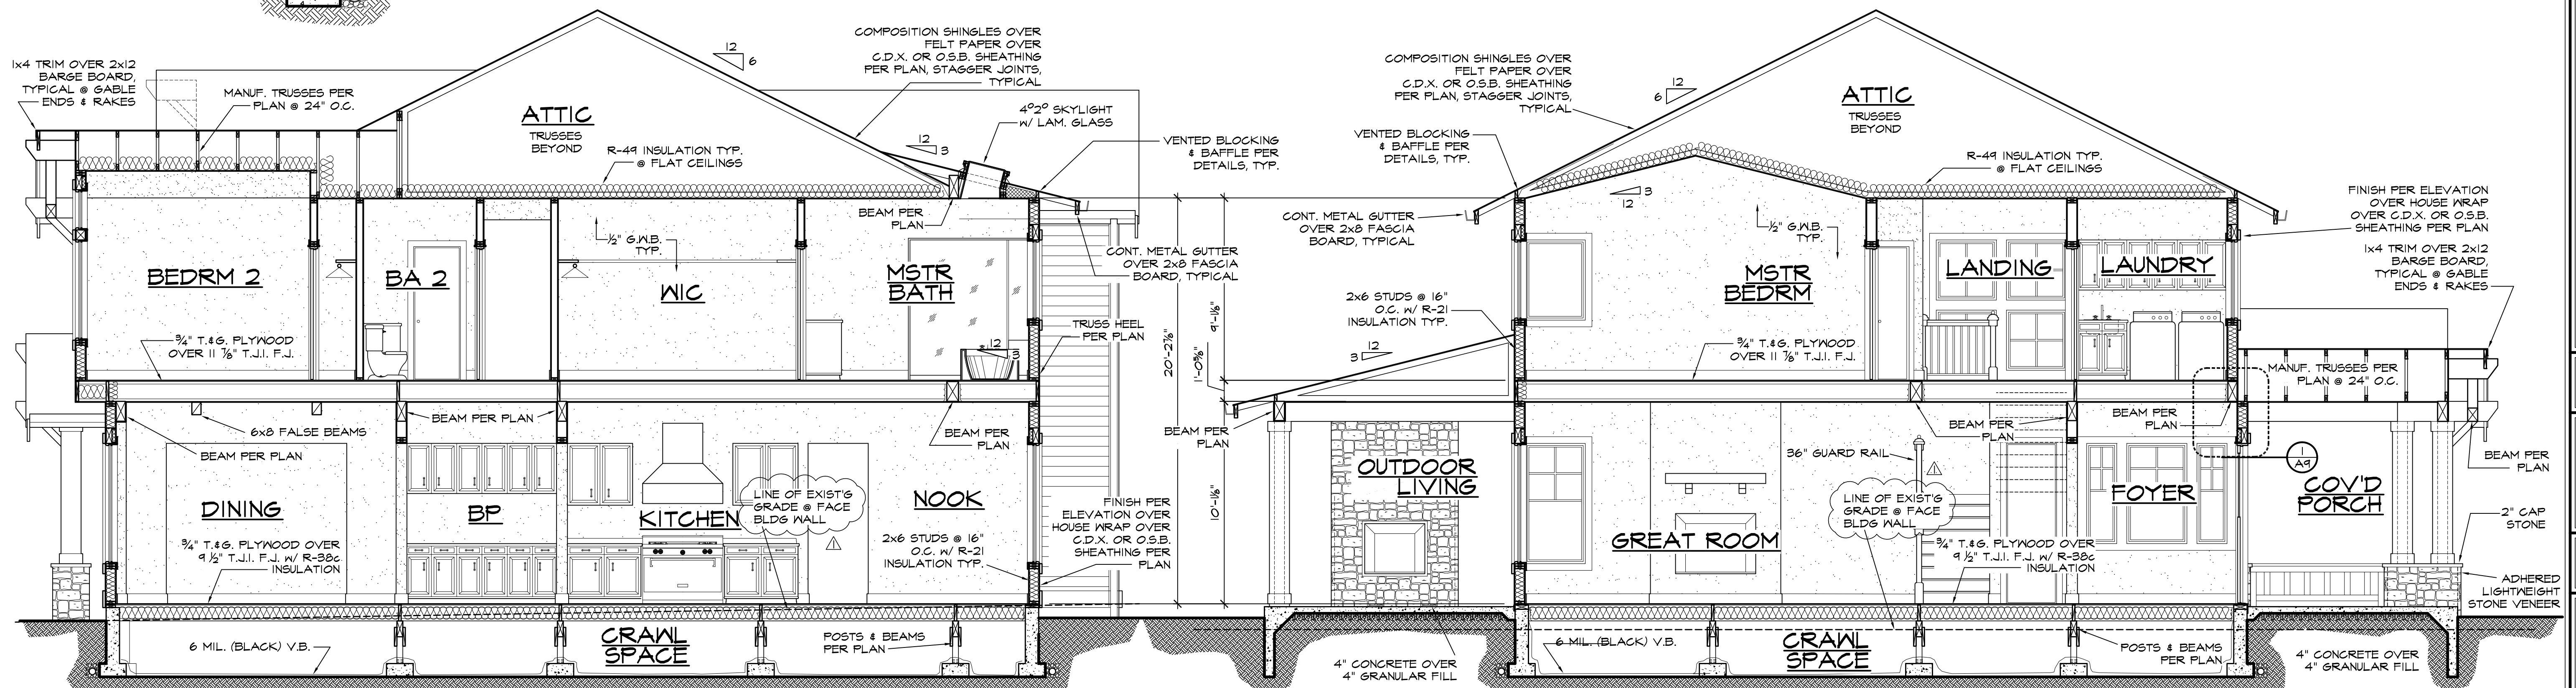 1x4 TRIM OVER 2x12
BARGE BOARD,
TYPICAL @ GABLE
ENDS & RAKES
MANUF. TRUSSES PER
PLAN @ 24" O.C.
ATTIC
TRUSSES
BEYOND
12
6
COMPOSITION SHINGLES OVER
FELT PAPER OVER
C.D.X. OR O.S.B. SHEATHING
PER PLAN, STAGGER JOINTS,
TYPICAL
R-49 INSULATION TYP.
@ FLAT CEILINGS
12
3
4⁰2⁰ SKYLIGHT
W/ LAM. GLASS
VENTED BLOCKING
& BAFFLE PER
DETAILS, TYP.
BEAM PER
PLAN
½" G.W.B.
TYP.
CONT. METAL GUTTER
OVER 2x8 FASCIA
BOARD, TYPICAL
BEDRM 2
BA 2
WIC
MSTR
BATH
TRUSS HEEL
PER PLAN
12
3
¾" T.&G. PLYWOOD
OVER 11 ⅞" T.J.I. F.J.
BEAM PER PLAN
6x8 FALSE BEAMS
BEAM PER PLAN
BEAM PER
PLAN
DINING
BP
KITCHEN
LINE OF EXIST'G
GRADE @ FACE
BLDG WALL
1
NOOK
FINISH PER
ELEVATION OVER
HOUSE WRAP OVER
C.D.X. OR O.S.B.
SHEATHING PER
PLAN
¾" T.&G. PLYWOOD OVER
9 ½" T.J.I. F.J. W/ R-38c
INSULATION
2x6 STUDS @ 16"
O.C. W/ R-21
INSULATION TYP.
6 MIL. (BLACK) V.B.
CRAWL
SPACE
POSTS & BEAMS
PER PLAN
20'-2⅞"
9'-1⅛"
1'-0⅝"
10'-1⅛"
COMPOSITION SHINGLES OVER
FELT PAPER OVER
C.D.X. OR O.S.B. SHEATHING
PER PLAN, STAGGER JOINTS,
TYPICAL
12
6
ATTIC
TRUSSES
BEYOND
VENTED BLOCKING
& BAFFLE PER
DETAILS, TYP.
R-49 INSULATION TYP.
@ FLAT CEILINGS
3
12
CONT. METAL GUTTER
OVER 2x8 FASCIA
BOARD, TYPICAL
½" G.W.B.
TYP.
FINISH PER ELEVATION
OVER HOUSE WRAP
OVER C.D.X. OR O.S.B.
SHEATHING PER PLAN
1x4 TRIM OVER 2x12
BARGE BOARD,
TYPICAL @ GABLE
ENDS & RAKES
MSTR
BEDRM
LANDING
LAUNDRY
2x6 STUDS @ 16"
O.C. W/ R-21
INSULATION TYP.
12
3
¾" T.&G. PLYWOOD
OVER 11 ⅞" T.J.I. F.J.
MANUF. TRUSSES PER
PLAN @ 24" O.C.
BEAM PER
PLAN
BEAM PER
PLAN
BEAM PER
PLAN
BEAM PER
PLAN
1
A9
OUTDOOR
LIVING
36" GUARD RAIL
1
LINE OF EXIST'G
GRADE @ FACE
BLDG WALL
GREAT ROOM
FOYER
COV'D
PORCH
2" CAP
STONE
¾" T.&G. PLYWOOD OVER
9 ½" T.J.I. F.J. W/ R-38c
INSULATION
ADHERED
LIGHTWEIGHT
STONE VENEER
4" CONCRETE OVER
4" GRANULAR FILL
6 MIL. (BLACK) V.B.
CRAWL
SPACE
POSTS & BEAMS
PER PLAN
4" CONCRETE OVER
4" GRANULAR FILL